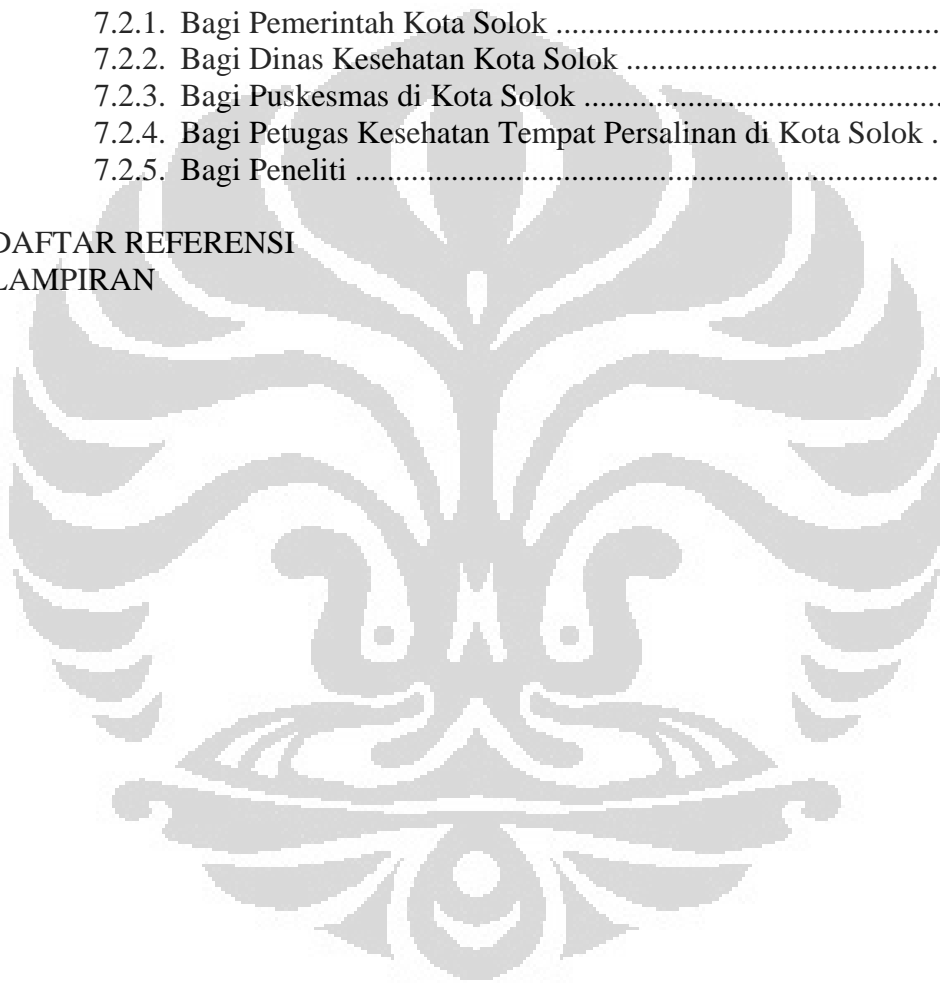 7.2.1. Bagi Pemerintah Kota Solok ................................................
7.2.2. Bagi Dinas Kesehatan Kota Solok .......................................
7.2.3. Bagi Puskesmas di Kota Solok .............................................
7.2.4. Bagi Petugas Kesehatan Tempat Persalinan di Kota Solok .
7.2.5. Bagi Peneliti .........................................................................
DAFTAR REFERENSI
LAMPIRAN